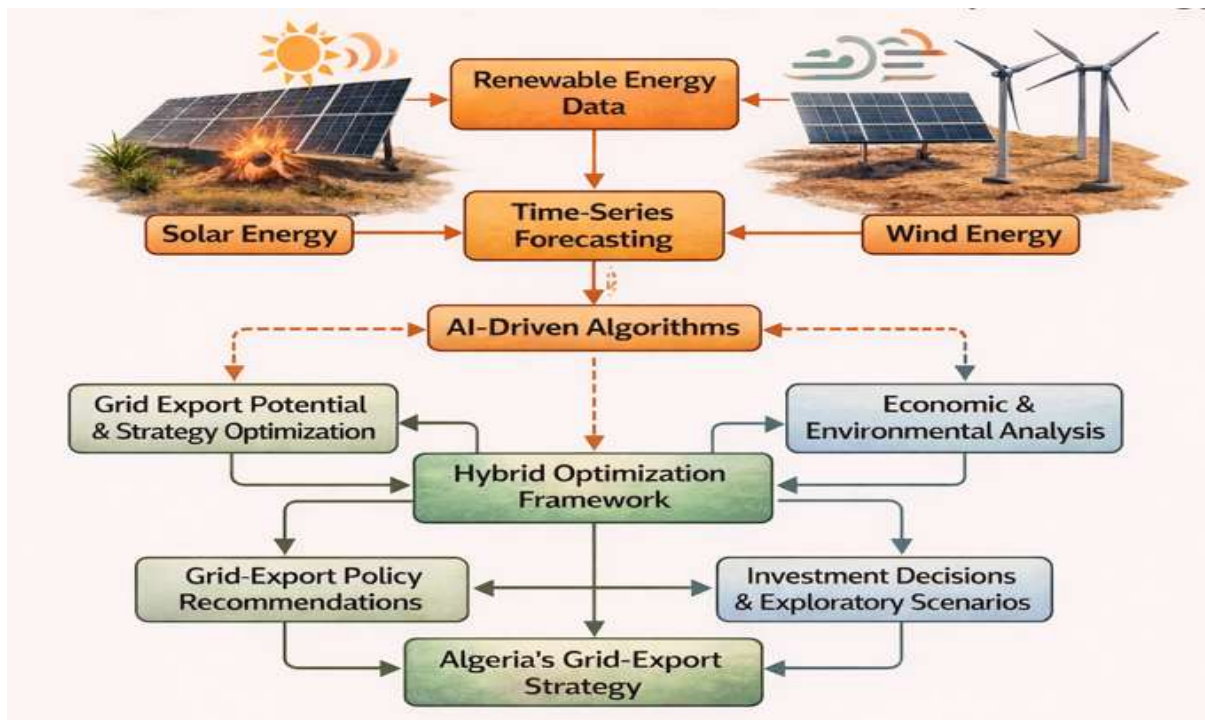 Renewable Energy
Data
Time-Series
Forecasting
Solar Energy
Wind Energy
AI-Driven Algorithms
Grid Export Potential
& Strategy Optimization
Economic &
Environmental Analysis
Hybrid Optimization
Framework
Grid-Export Policy
Recommendations
Investment Decisions
& Exploratory Scenarios
Algeria's Grid-Export
Strategy